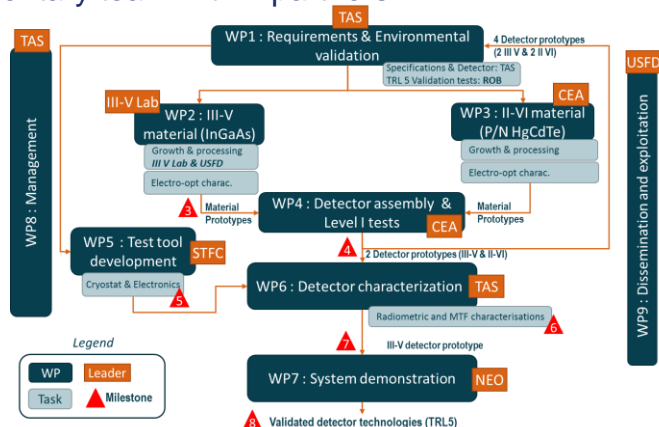 TAS
WP1 : Requirements & Environmental
validation
4 Detector prototypes
(2 III V & 2 II VI)
Specifications & Detector: TAS
TRL 5 Validation tests: ROB
TAS
WP8 : Management
USFD
WP9 : Dissemination and exploitation
III-V Lab
WP2 : III-V
material (InGaAs)
Growth & processing
III V Lab & USFD
Electro-opt charac.
CEA
WP3 : II-VI material
(P/N HgCdTe)
Growth & processing
Electro-opt charac.
3
Material
Prototypes
WP4 : Detector assembly &
Level I tests
CEA
Material
Prototypes
4
2 Detector prototypes (III-V & II-VI)
WP5 : Test tool
development
STFC
Cryostat & Electronics
5
WP6 : Detector characterization
TAS
Radiometric and MTF characterisations
6
7
III-V detector prototype
WP7 : System demonstration
NEO
8
Validated detector technologies (TRL5)
Legend
WP
Leader
Task
Milestone